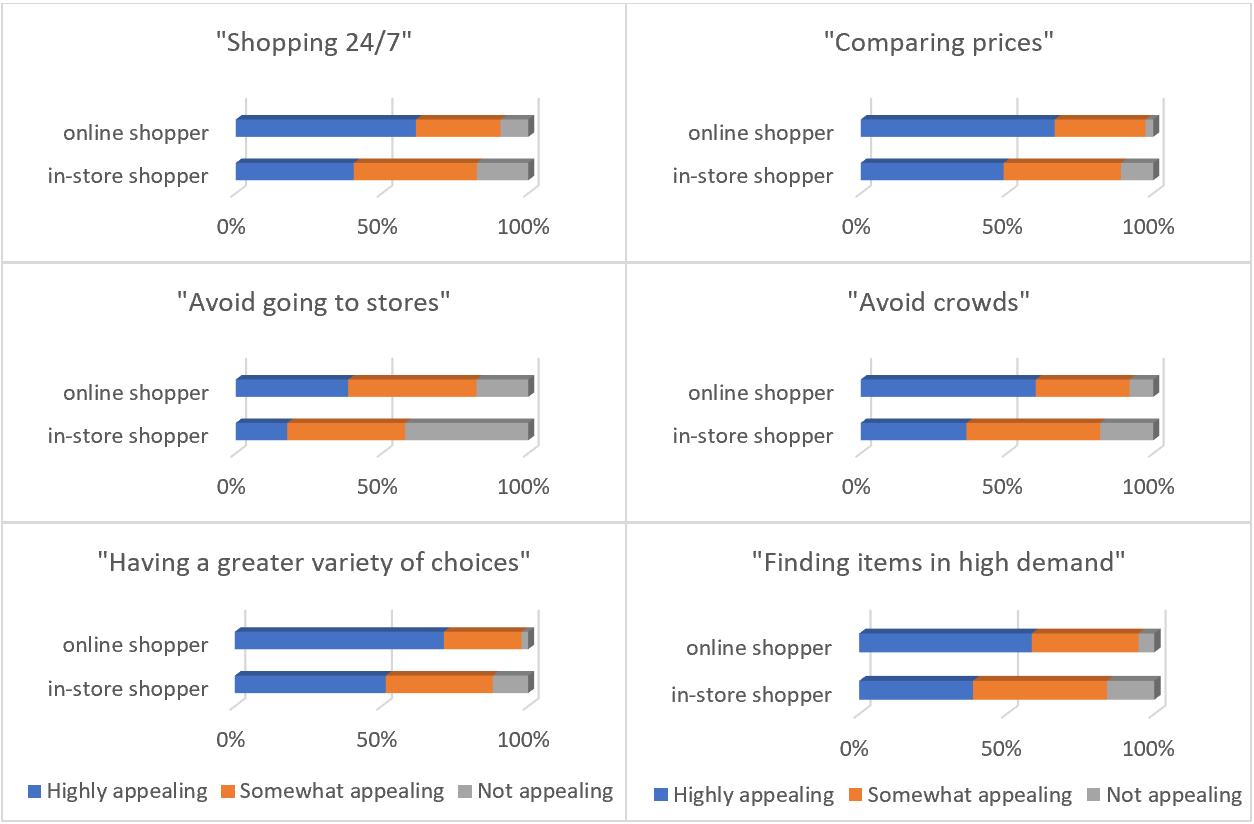 "Shopping 24/7"
online shopper
in-store shopper
0% 50% 100%
"Comparing prices"
online shopper
in-store shopper
0% 50% 100%
"Avoid going to stores"
online shopper
in-store shopper
0% 50% 100%
"Avoid crowds"
online shopper
in-store shopper
0% 50% 100%
"Having a greater variety of choices"
online shopper
in-store shopper
0% 50% 100%
Highly appealing Somewhat appealing Not appealing
"Finding items in high demand"
online shopper
in-store shopper
0% 50% 100%
Highly appealing Somewhat appealing Not appealing